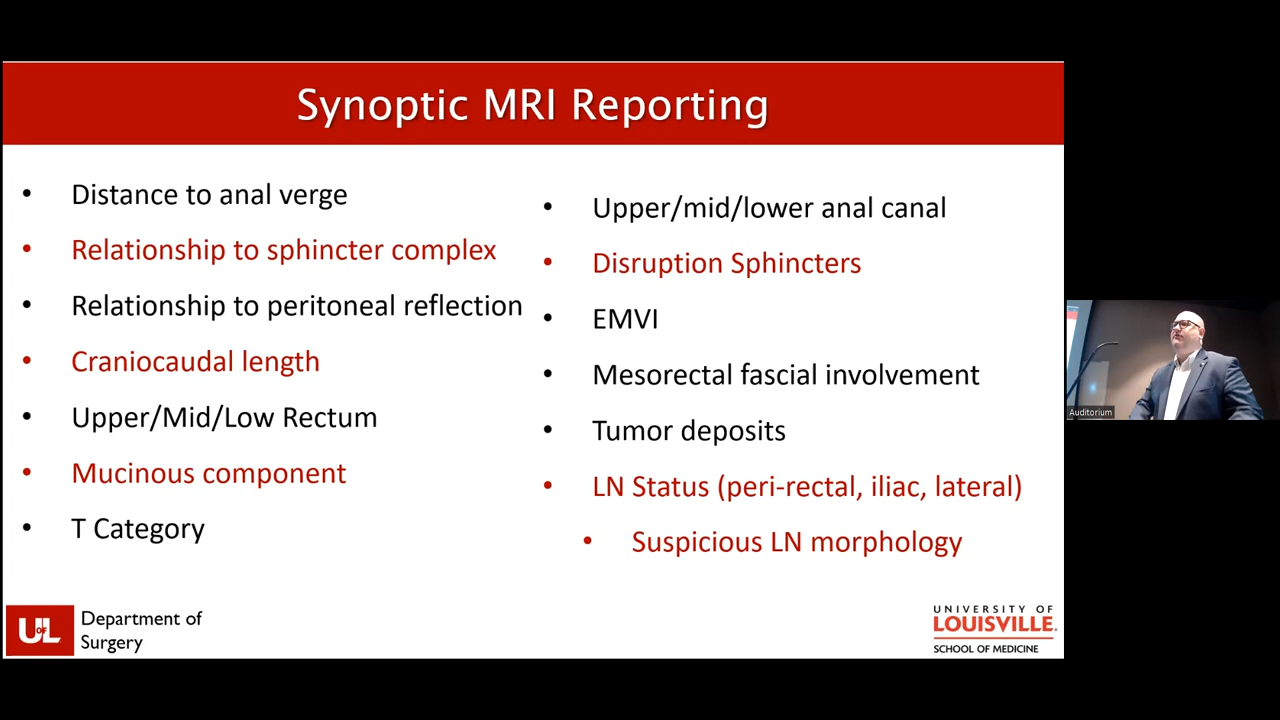 Synoptic MRI Reporting
• Distance to anal verge
• Relationship to sphincter complex
• Relationship to peritoneal reflection
• Craniocaudal length
• Upper/Mid/Low Rectum
• Mucinous component
• T Category
• Upper/mid/lower anal canal
• Disruption Sphincters
• EMVI
• Mesorectal fascial involvement
• Tumor deposits
• LN Status (peri-rectal, iliac, lateral)
• Suspicious LN morphology
UofL
Department of
Surgery
UNIVERSITY OF
LOUISVILLE.
SCHOOL OF MEDICINE
Auditorium